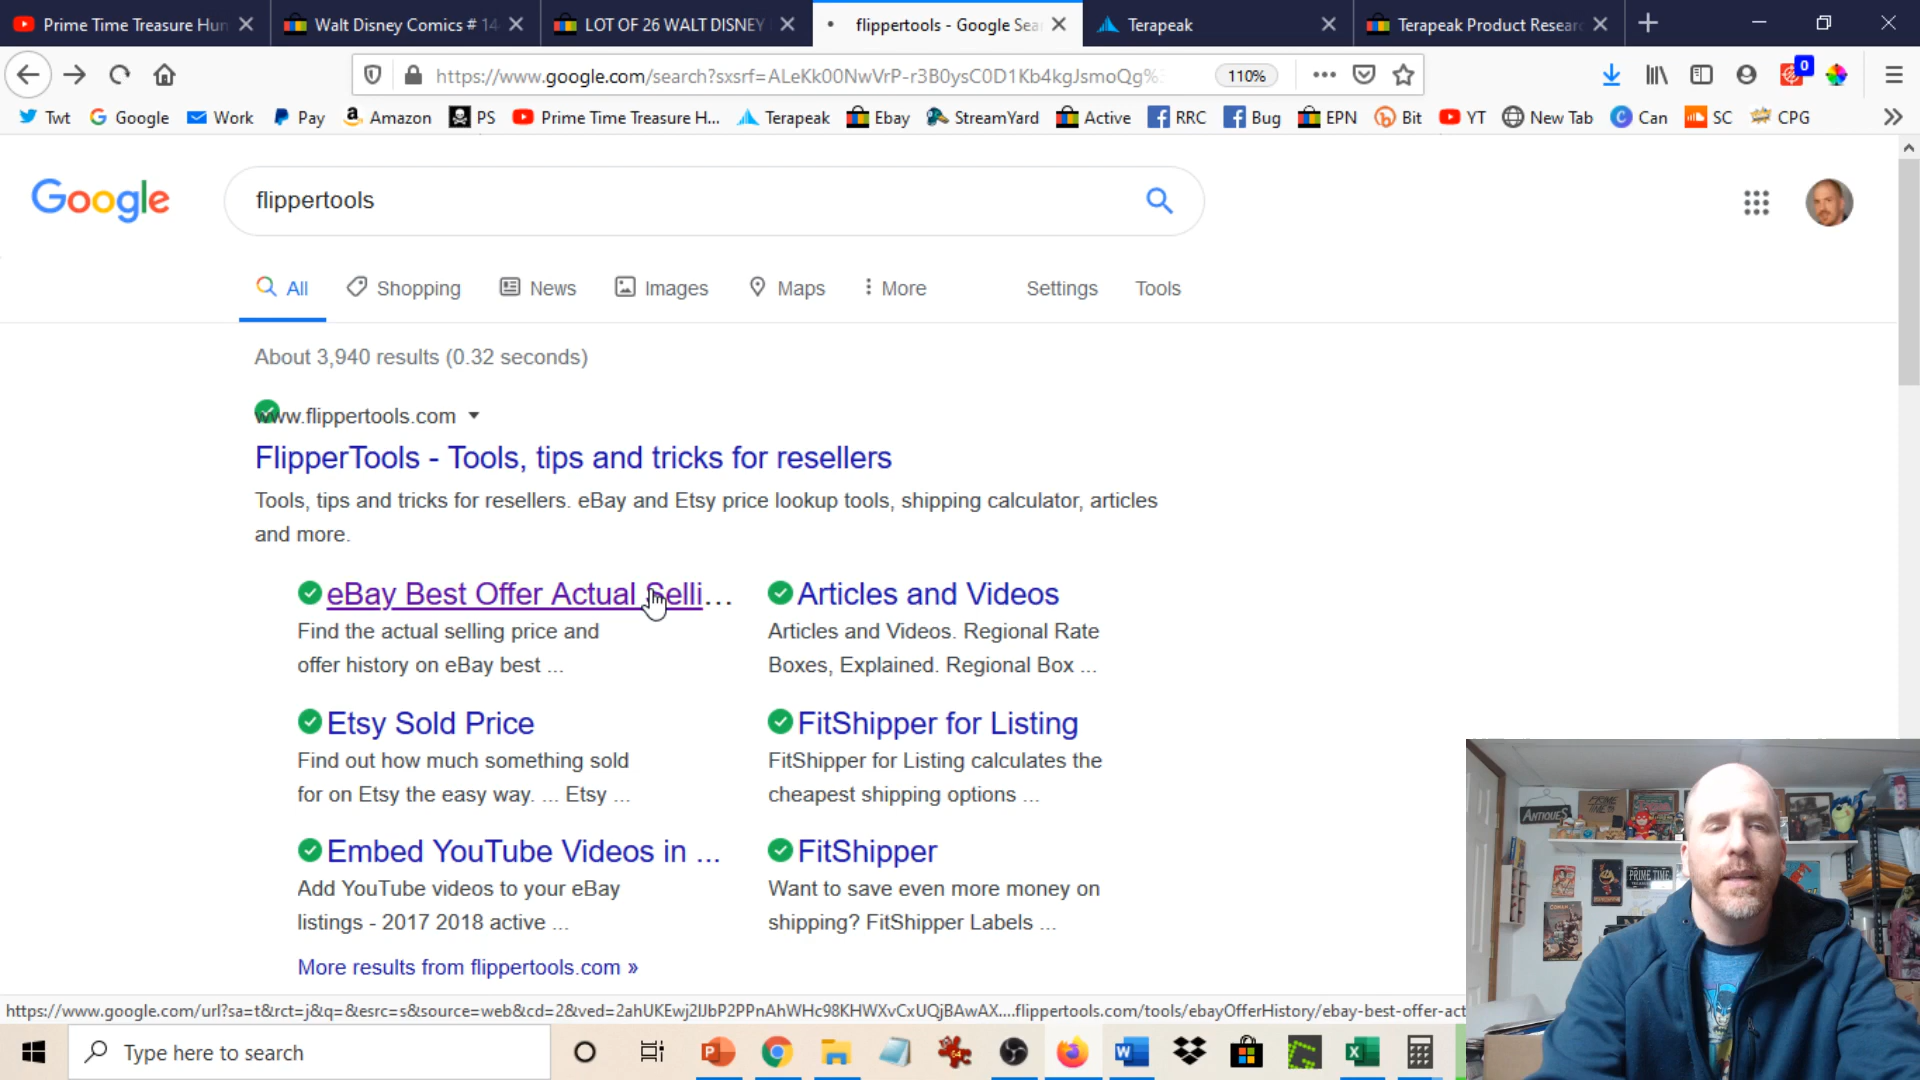 Prime Time Treasure Hun
Walt Disney Comics # 14
LOT OF 26 WALT DISNEY
flippertools - Google Sea
Terapeak
Terapeak Product Resear
https://www.google.com/search?sxsrf=ALeKk00NwVrP-r3B0ysC0D1Kb4kgJsmoQg%
110%
0
Twt Google Work Pay Amazon PS Prime Time Treasure H... Terapeak Ebay StreamYard Active RRC Bug EPN Bit YT New Tab Can SC CPG
Google
flippertools
All Shopping News Images Maps More Settings Tools
About 3,940 results (0.32 seconds)
www.flippertools.com
FlipperTools - Tools, tips and tricks for resellers
Tools, tips and tricks for resellers. eBay and Etsy price lookup tools, shipping calculator, articles
and more.
eBay Best Offer Actual Selli...
Find the actual selling price and
offer history on eBay best ...
Articles and Videos
Articles and Videos. Regional Rate
Boxes, Explained. Regional Box ...
Etsy Sold Price
Find out how much something sold
for on Etsy the easy way. ... Etsy ...
FitShipper for Listing
FitShipper for Listing calculates the
cheapest shipping options ...
Embed YouTube Videos in ...
Add YouTube videos to your eBay
listings - 2017 2018 active ...
FitShipper
Want to save even more money on
shipping? FitShipper Labels ...
More results from flippertools.com »
ANTIQUES
PRIME TIME
https://www.google.com/url?sa=t&rct=j&q=&esrc=s&source=web&cd=2&ved=2ahUKEwj2lJbP2PPnAhWHc98KHWXvCxUQjBAwAX....flippertools.com/tools/ebayOfferHistory/ebay-best-offer-act
Type here to search